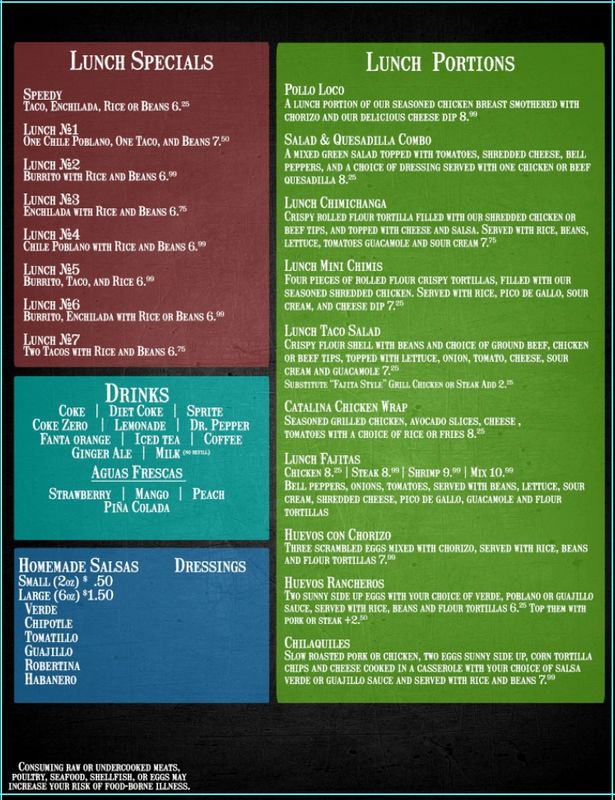 Lunch Specials
Speedy
Taco, Enchilada, Rice or Beans 6.25
Lunch №1
One Chile Poblano, One Taco, and Beans 7.50
Lunch №2
Burrito with Rice and Beans 6.99
Lunch №3
Enchilada with Rice and Beans 6.75
Lunch №4
Chile Poblano with Rice and Beans 6.99
Lunch №5
Burrito, Taco, and Rice 6.99
Lunch №6
Burrito, Enchilada with Rice or Beans 6.99
Lunch №7
Two Tacos with Rice and Beans 6.75
Drinks
Coke | Diet Coke | Sprite
Coke Zero | Lemonade | Dr. Pepper
Fanta orange | Iced tea | Coffee
Ginger Ale | Milk (no refill)
Aguas Frescas
Strawberry | Mango | Peach
Piña Colada
Homemade Salsas Dressings
Small (2oz) $ .50
Large (6oz) $1.50
Verde
Chipotle
Tomatillo
Guajillo
Robertina
Habanero
Lunch Portions
Pollo Loco
A lunch portion of our seasoned chicken breast smothered with
chorizo and our delicious cheese dip 8.99
Salad & Quesadilla Combo
A mixed green salad topped with tomatoes, shredded cheese, bell
peppers, and a choice of dressing served with one chicken or beef
quesadilla 8.25
Lunch Chimichanga
Crispy rolled flour tortilla filled with our shredded chicken or
beef tips, and topped with cheese and salsa. Served with rice, beans,
lettuce, tomatoes guacamole and sour cream 7.75
Lunch Mini Chimis
Four pieces of rolled flour crispy tortillas, filled with our
seasoned shredded chicken. Served with rice, pico de gallo, sour
cream, and cheese dip 7.25
Lunch Taco Salad
Crispy flour shell with beans and choice of ground beef, chicken
or beef tips, topped with lettuce, onion, tomato, cheese, sour
cream and guacamole 7.25
Substitute "Fajita Style" Grill Chicken or Steak Add 2.25
Catalina Chicken Wrap
Seasoned grilled chicken, avocado slices, cheese ,
tomatoes with a choice of rice or fries 8.25
Lunch Fajitas
Chicken 8.25 | Steak 8.99 | Shrimp 9.99 | Mix 10.99
Bell peppers, onions, tomatoes, served with beans, lettuce, sour
cream, shredded cheese, pico de gallo, guacamole and flour
tortillas
Huevos con Chorizo
Three scrambled eggs mixed with chorizo, served with rice, beans
and flour tortillas 7.99
Huevos Rancheros
Two sunny side up eggs with your choice of verde, poblano or guajillo
sauce, served with rice, beans and flour tortillas 6.25 Top them with
pork or steak +2.50
Chilaquiles
Slow roasted pork or chicken, two eggs sunny side up, corn tortilla
chips and cheese cooked in a casserole with your choice of salsa
verde or guajillo sauce and served with rice and beans 7.99
Consuming raw or undercooked meats,
poultry, seafood, shellfish, or eggs may
increase your risk of food-borne illness.